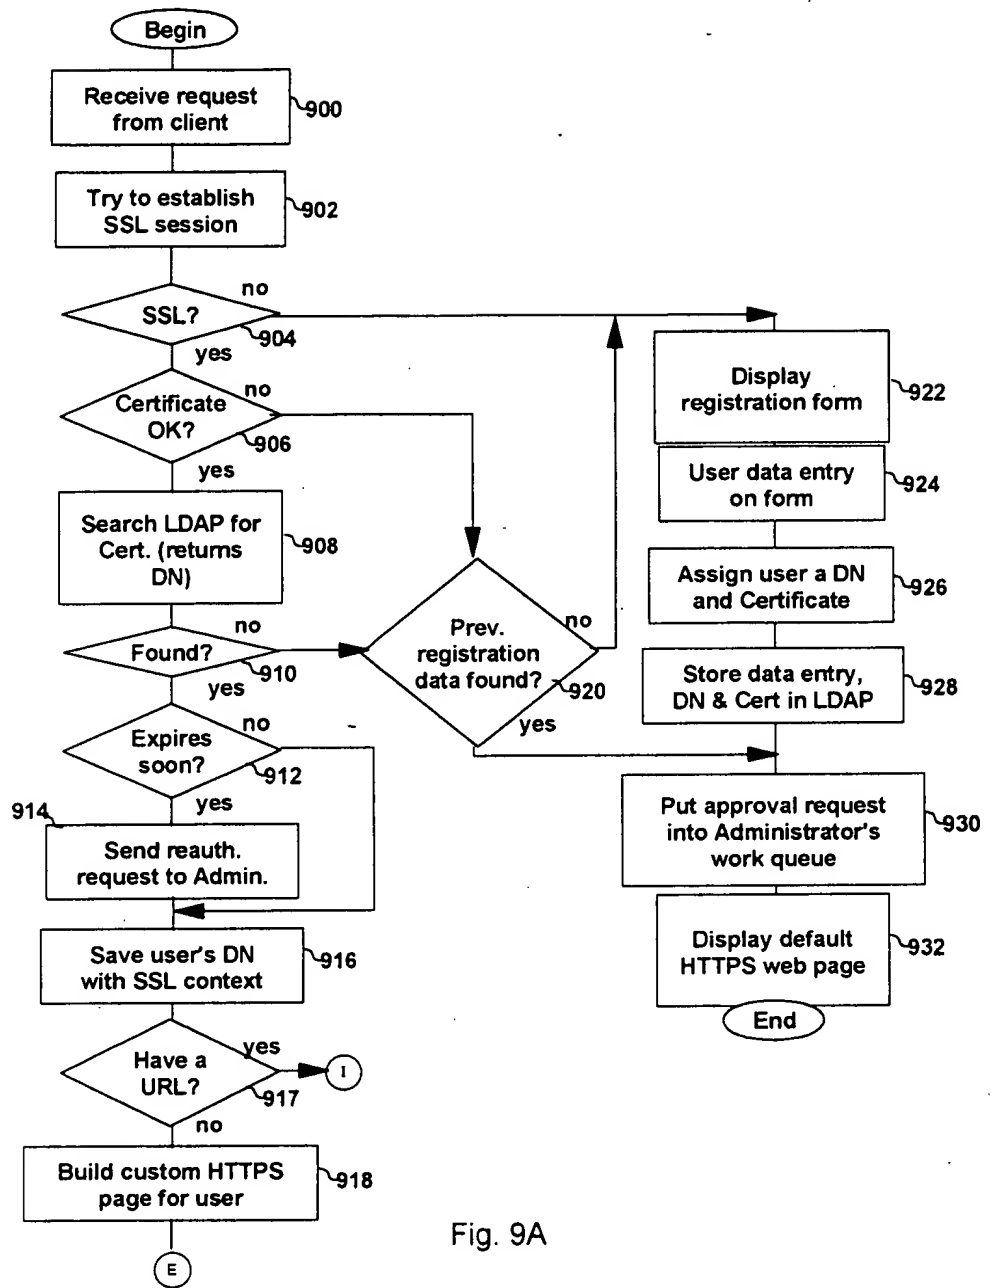 Begin
Receive request
from client
900
Try to establish
SSL session
902
SSL?
no
904
yes
Certificate
OK?
no
906
yes
Search LDAP for
Cert. (returns
DN)
908
Found?
no
910
yes
Expires
soon?
no
912
yes
914
Send reauth.
request to Admin.
Save user's DN
with SSL context
916
Have a
URL?
yes
I
917
no
Build custom HTTPS
page for user
918
E
Prev.
registration
data found?
no
920
yes
Display
registration form
922
User data entry
on form
924
Assign user a DN
and Certificate
926
Store data entry,
DN & Cert in LDAP
928
Put approval request
into Administrator's
work queue
930
Display default
HTTPS web page
932
End
Fig. 9A